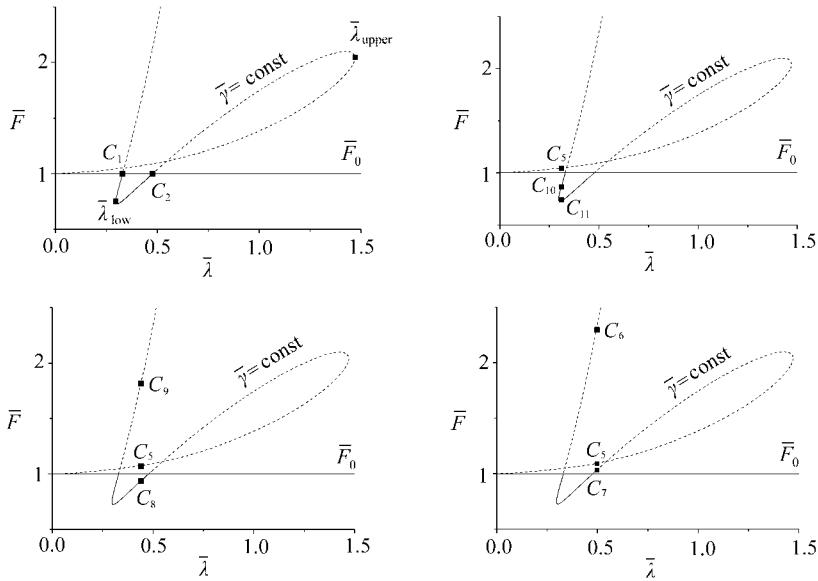 λ̅upper
2
γ̅= const
F̅
C1
F̅0
1
C2
λ̅low
0.0
0.5
1.0
1.5
λ̅
2
γ̅= const
F̅
C5
F̅0
1
C10
C11
0.0
0.5
1.0
1.5
λ̅
2
γ̅= const
C9
F̅
C5
F̅0
1
C8
0.0
0.5
1.0
1.5
λ̅
C6
2
γ̅= const
F̅
C5
F̅0
1
C7
0.0
0.5
1.0
1.5
λ̅